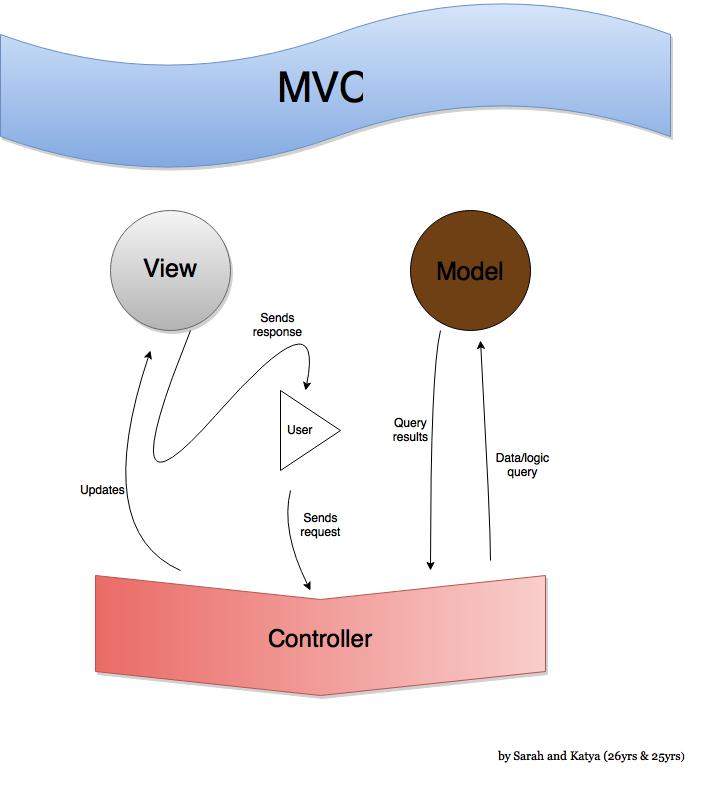 MVC
View
Model
Sends
response
User
Query
results
Data/logic
query
Updates
Sends
request
Controller
by Sarah and Katya (26yrs & 25yrs)